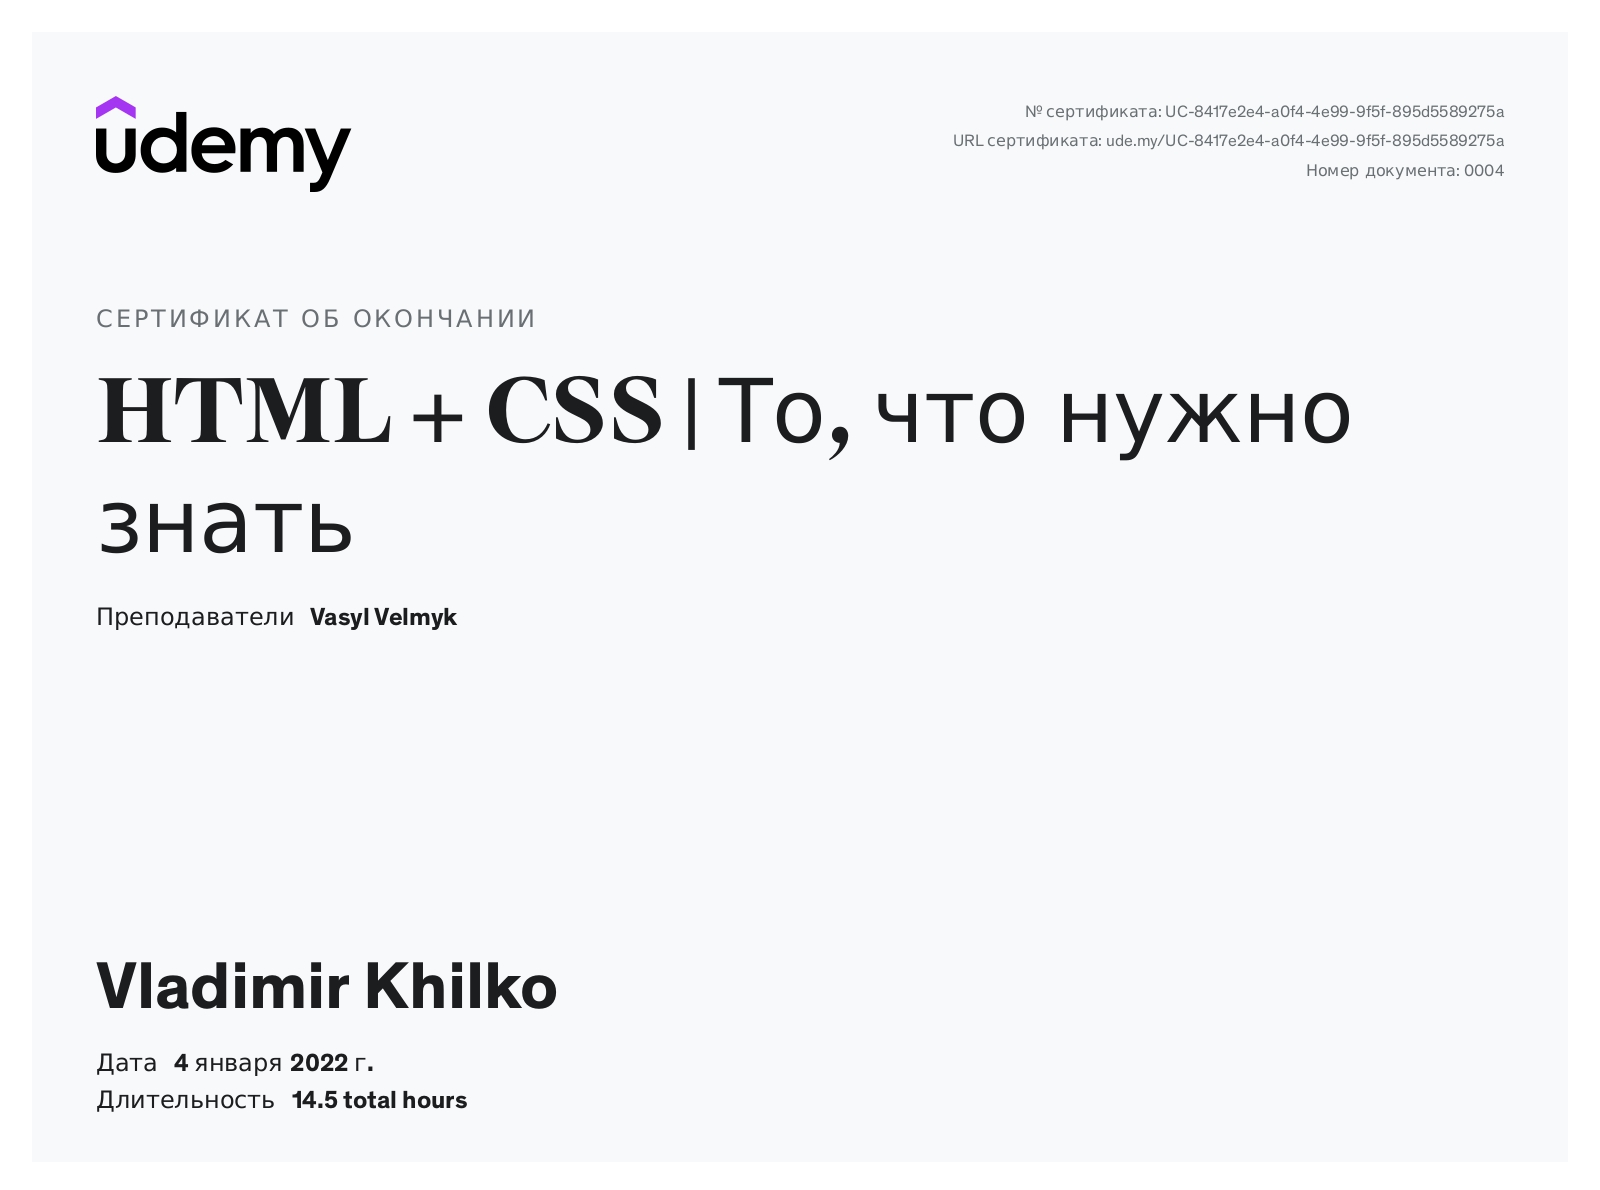 udemy
№ сертификата: UC-8417e2e4-a0f4-4e99-9f5f-895d5589275a
URL сертификата: ude.my/UC-8417e2e4-a0f4-4e99-9f5f-895d5589275a
Номер документа: 0004
СЕРТИФИКАТ ОБ ОКОНЧАНИИ
HTML + CSS | То, что нужно
знать
Преподаватели Vasyl Velmyk
Vladimir Khilko
Дата 4 января 2022 г.
Длительность 14.5 total hours